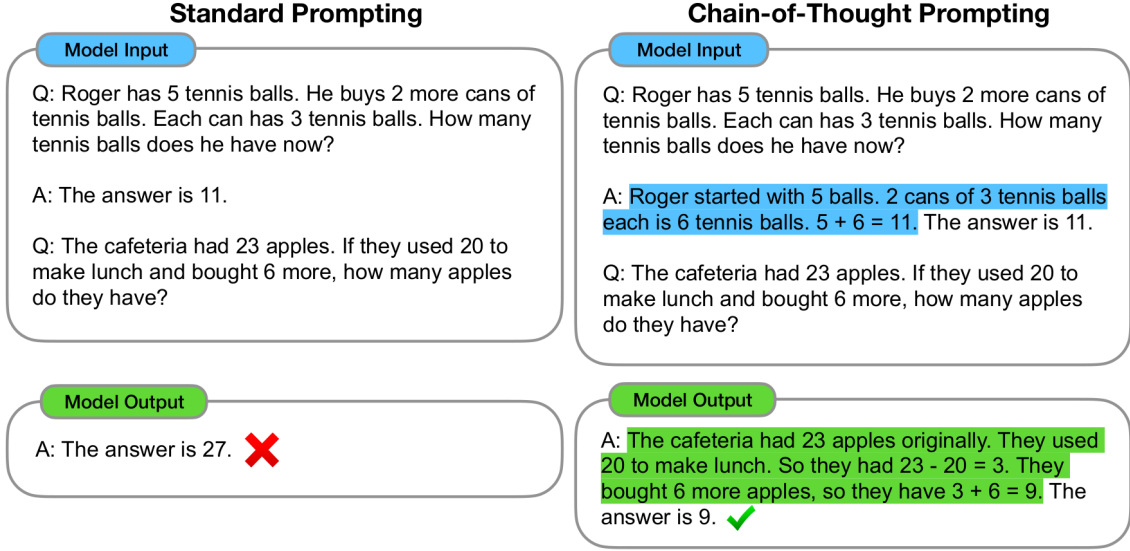 Standard Prompting
Model Input
Q: Roger has 5 tennis balls. He buys 2 more cans of
tennis balls. Each can has 3 tennis balls. How many
tennis balls does he have now?
A: The answer is 11.
Q: The cafeteria had 23 apples. If they used 20 to
make lunch and bought 6 more, how many apples
do they have?
Model Output
A: The answer is 27.
Chain-of-Thought Prompting
Model Input
Q: Roger has 5 tennis balls. He buys 2 more cans of
tennis balls. Each can has 3 tennis balls. How many
tennis balls does he have now?
A: Roger started with 5 balls. 2 cans of 3 tennis balls
each is 6 tennis balls. 5 + 6 = 11. The answer is 11.
Q: The cafeteria had 23 apples. If they used 20 to
make lunch and bought 6 more, how many apples
do they have?
Model Output
A: The cafeteria had 23 apples originally. They used
20 to make lunch. So they had 23 - 20 = 3. They
bought 6 more apples, so they have 3 + 6 = 9. The
answer is 9.